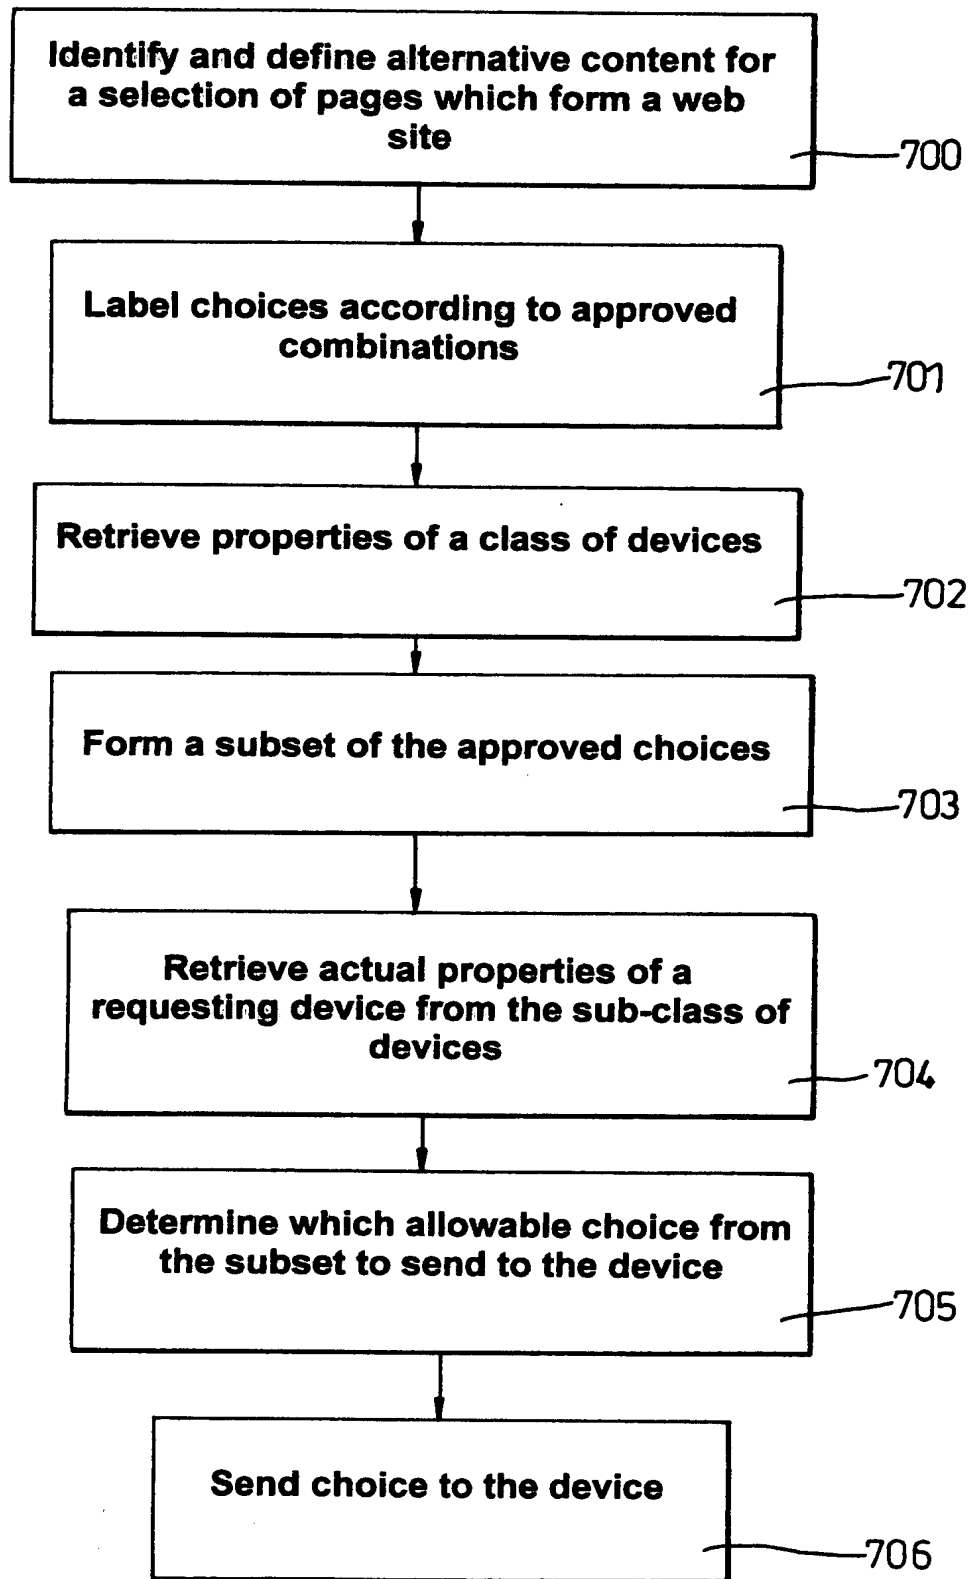 Identify and define alternative content for
a selection of pages which form a web
site
700
Label choices according to approved
combinations
701
Retrieve properties of a class of devices
702
Form a subset of the approved choices
703
Retrieve actual properties of a
requesting device from the sub-class of
devices
704
Determine which allowable choice from
the subset to send to the device
705
Send choice to the device
706